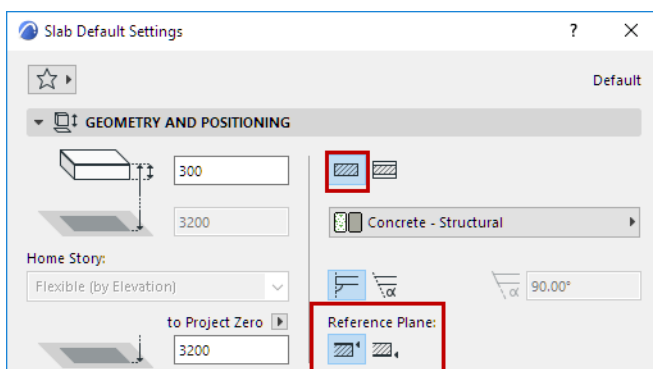 Slab Default Settings ? ×
Default
GEOMETRY AND POSITIONING
300
3200
Concrete - Structural
Home Story:
Flexible (by Elevation)
α
α 90.00°
to Project Zero
Reference Plane:
3200